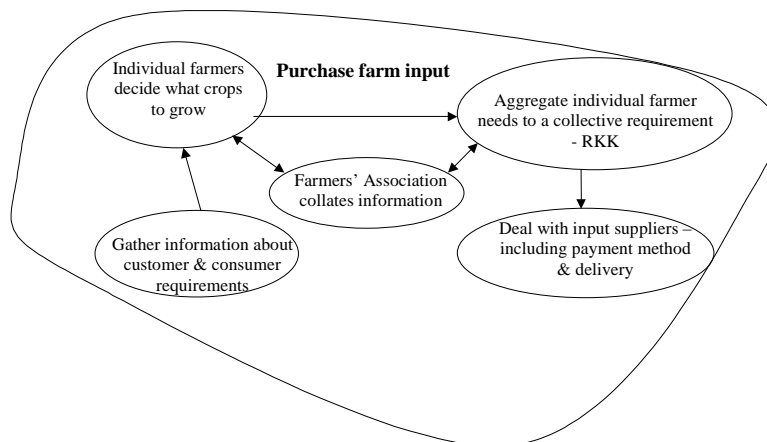 Purchase farm input
Individual farmers
decide what crops
to grow
Aggregate individual farmer
needs to a collective requirement
- RKK
Farmers’ Association
collates information
Gather information about
customer & consumer
requirements
Deal with input suppliers –
including payment method
& delivery